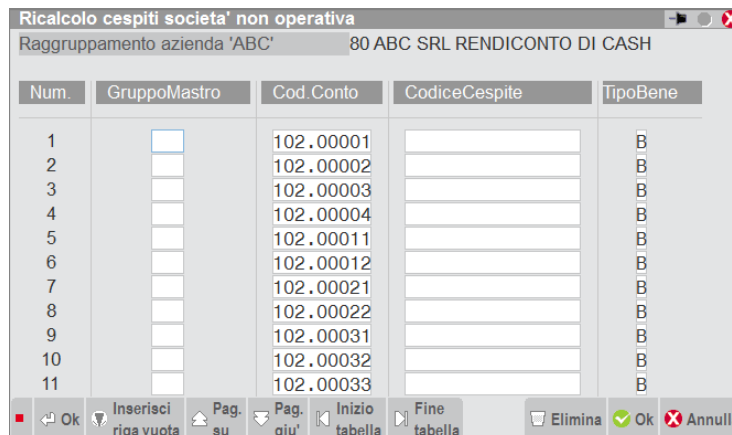 Ricalcolo cespiti societa' non operativa
Raggruppamento azienda 'ABC' 80 ABC SRL RENDICONTO DI CASH
Num. GruppoMastro Cod.Conto CodiceCespite TipoBene
1 102.00001 B
2 102.00002 B
3 102.00003 B
4 102.00004 B
5 102.00011 B
6 102.00012 B
7 102.00021 B
8 102.00022 B
9 102.00031 B
10 102.00032 B
11 102.00033 B
Ok Inserisci riga vuota Pag. su Pag. giu' Inizio tabella Fine tabella Elimina Ok Annull